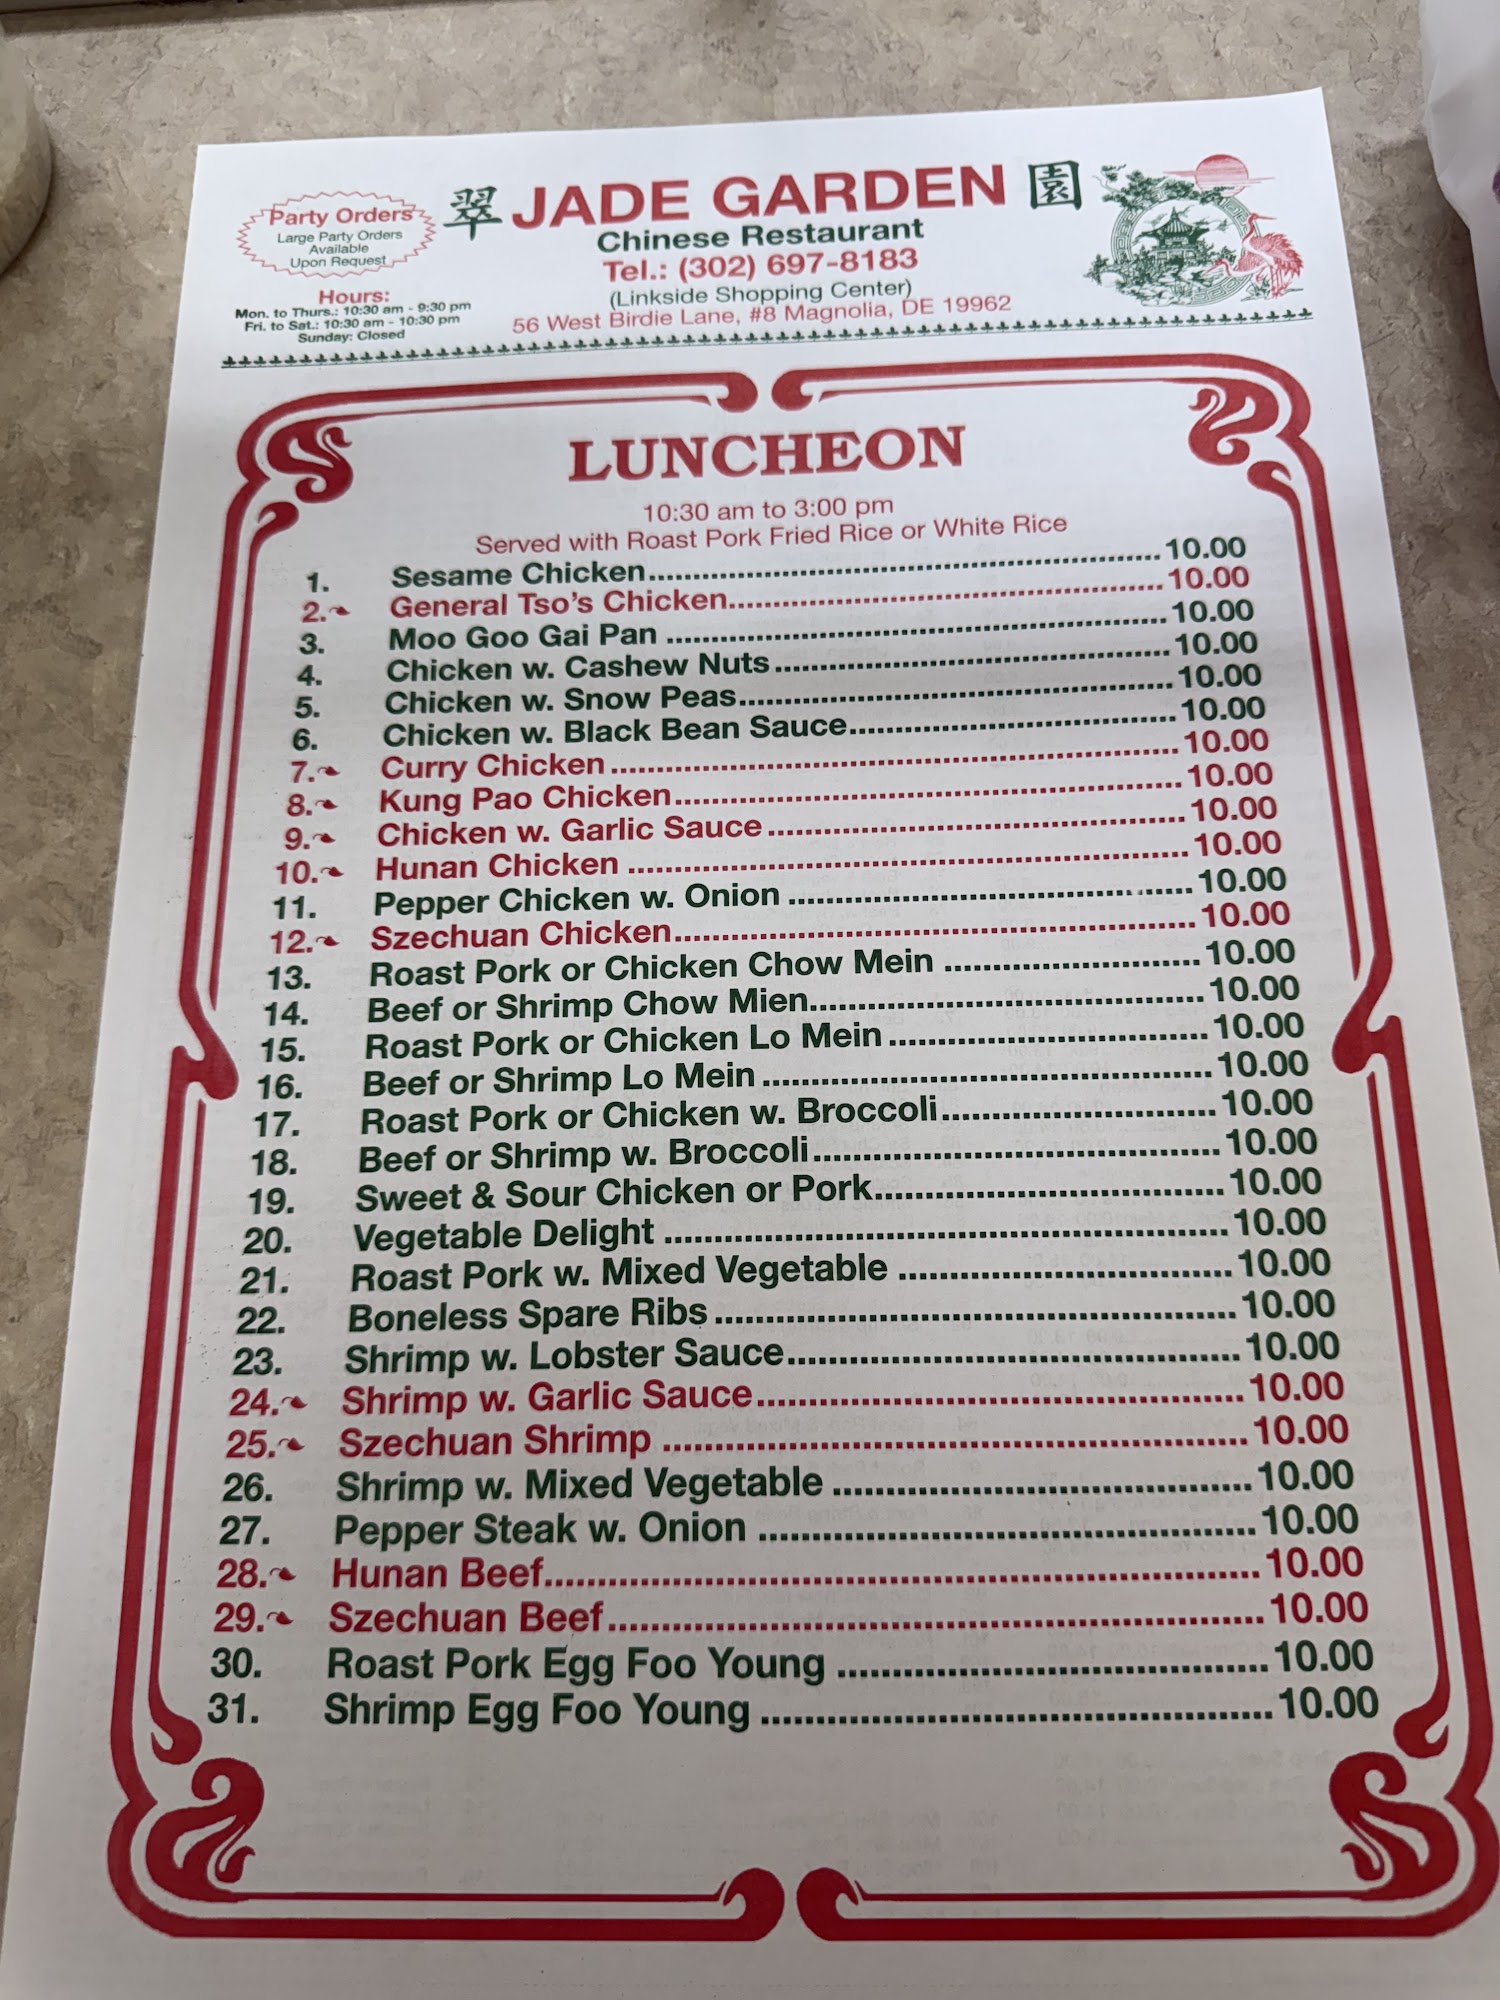 Party Orders
Large Party Orders
Available
Upon Request
Hours:
Mon. to Thurs.: 10:30 am - 9:30 pm
Fri. to Sat.: 10:30 am - 10:30 pm
Sunday: Closed
翠 JADE GARDEN 園
Chinese Restaurant
Tel.: (302) 697-8183
(Linkside Shopping Center)
56 West Birdie Lane, #8 Magnolia, DE 19962
LUNCHEON
10:30 am to 3:00 pm
Served with Roast Pork Fried Rice or White Rice
1. Sesame Chicken 10.00
2. General Tso's Chicken 10.00
3. Moo Goo Gai Pan 10.00
4. Chicken w. Cashew Nuts 10.00
5. Chicken w. Snow Peas 10.00
6. Chicken w. Black Bean Sauce 10.00
7. Curry Chicken 10.00
8. Kung Pao Chicken 10.00
9. Chicken w. Garlic Sauce 10.00
10. Hunan Chicken 10.00
11. Pepper Chicken w. Onion 10.00
12. Szechuan Chicken 10.00
13. Roast Pork or Chicken Chow Mein 10.00
14. Beef or Shrimp Chow Mien 10.00
15. Roast Pork or Chicken Lo Mein 10.00
16. Beef or Shrimp Lo Mein 10.00
17. Roast Pork or Chicken w. Broccoli 10.00
18. Beef or Shrimp w. Broccoli 10.00
19. Sweet & Sour Chicken or Pork 10.00
20. Vegetable Delight 10.00
21. Roast Pork w. Mixed Vegetable 10.00
22. Boneless Spare Ribs 10.00
23. Shrimp w. Lobster Sauce 10.00
24. Shrimp w. Garlic Sauce 10.00
25. Szechuan Shrimp 10.00
26. Shrimp w. Mixed Vegetable 10.00
27. Pepper Steak w. Onion 10.00
28. Hunan Beef 10.00
29. Szechuan Beef 10.00
30. Roast Pork Egg Foo Young 10.00
31. Shrimp Egg Foo Young 10.00